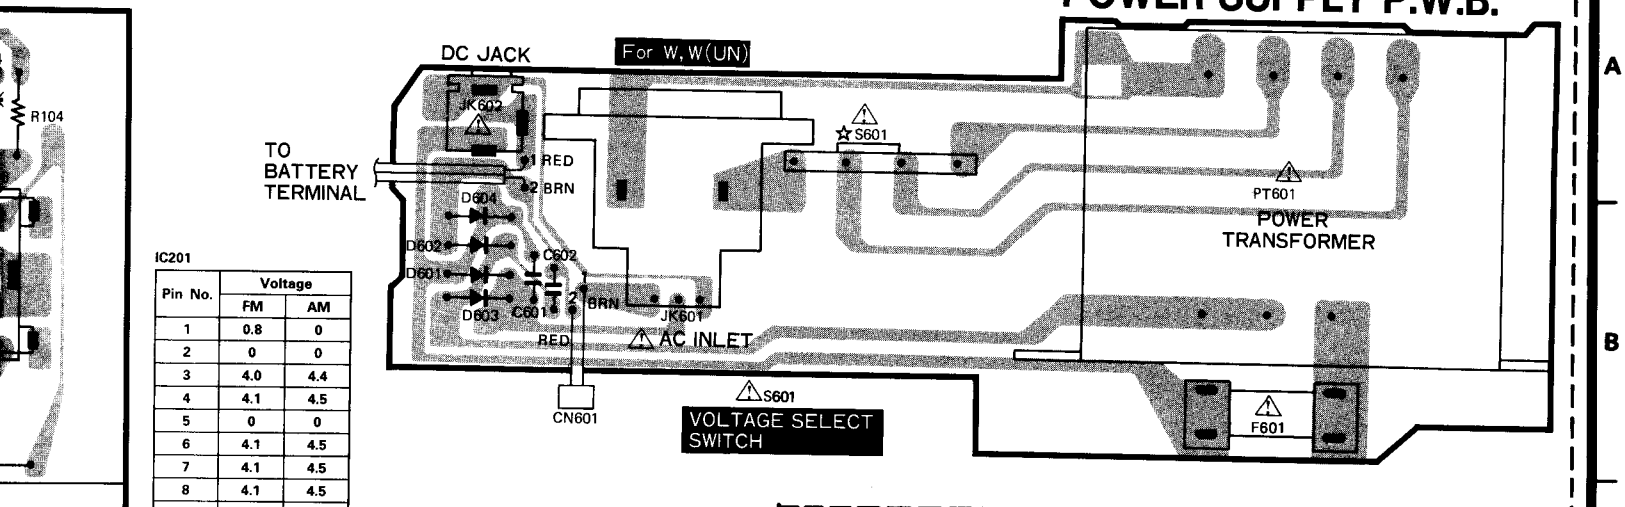 POWER SUPPLY P.W.B.
DC JACK
For W, W(UN)
A
JK602
R104
☆ S601
TO
BATTERY
TERMINAL
1 RED
2 BRN
PT601
POWER
TRANSFORMER
D604
D602
C602
D601
IC201
Pin No. Voltage
FM AM
1 0.8 0
2 0 0
3 4.0 4.4
4 4.1 4.5
5 0 0
6 4.1 4.5
7 4.1 4.5
8 4.1 4.5
D603
C601
2 BRN
JK601
RED
AC INLET
B
CN601
S601
VOLTAGE SELECT
SWITCH
F601